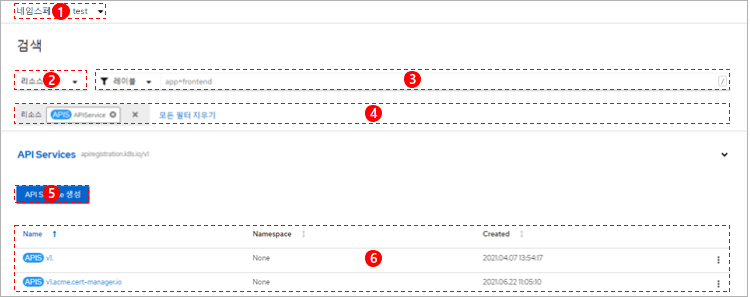 네임스페 1 test
검색
리소스 2
레이블 3 app=frontend /
리소스 APIS APIService 모든 필터 지우기 4
API Services apiregistration.k8s.io/v1
API S 5 e 생성
Name Namespace Created
APIS v1. None 6 2021.04.07 13:54:17
APIS v1.acme.cert-manager.io None 2021.06.22 11:05:10